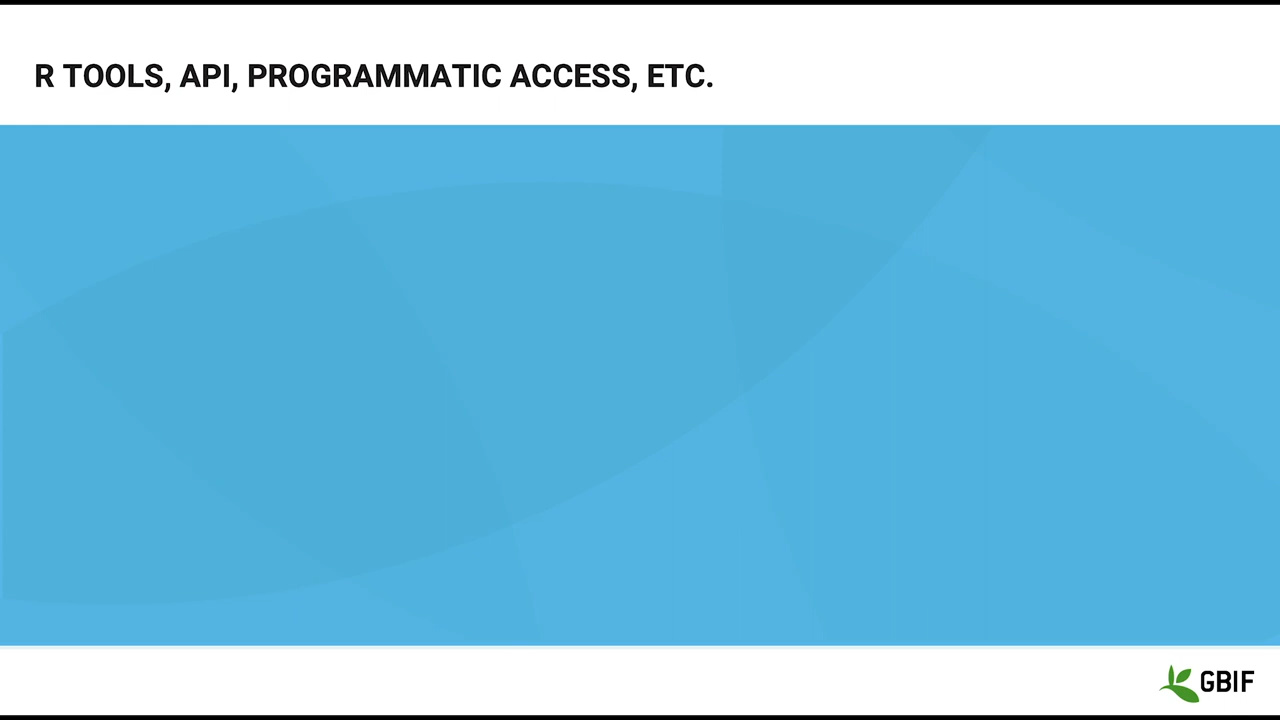 R TOOLS, API, PROGRAMMATIC ACCESS, ETC.
GBIF